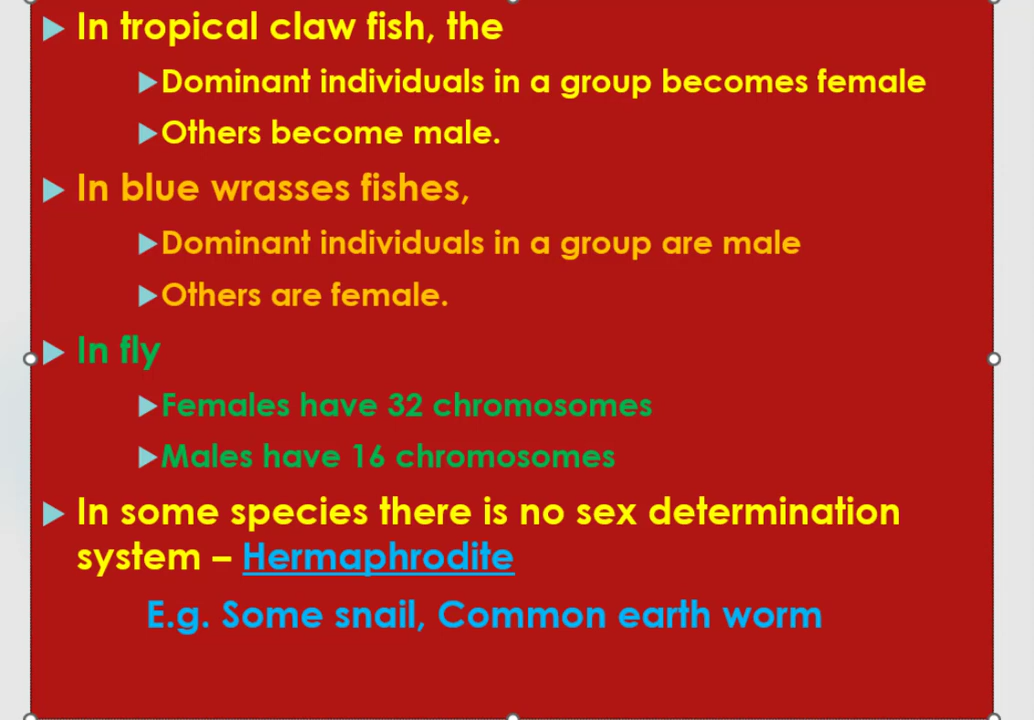 In tropical claw fish, the
Dominant individuals in a group becomes female
Others become male.
In blue wrasses fishes,
Dominant individuals in a group are male
Others are female.
In fly
Females have 32 chromosomes
Males have 16 chromosomes
In some species there is no sex determination
system – Hermaphrodite
E.g. Some snail, Common earth worm